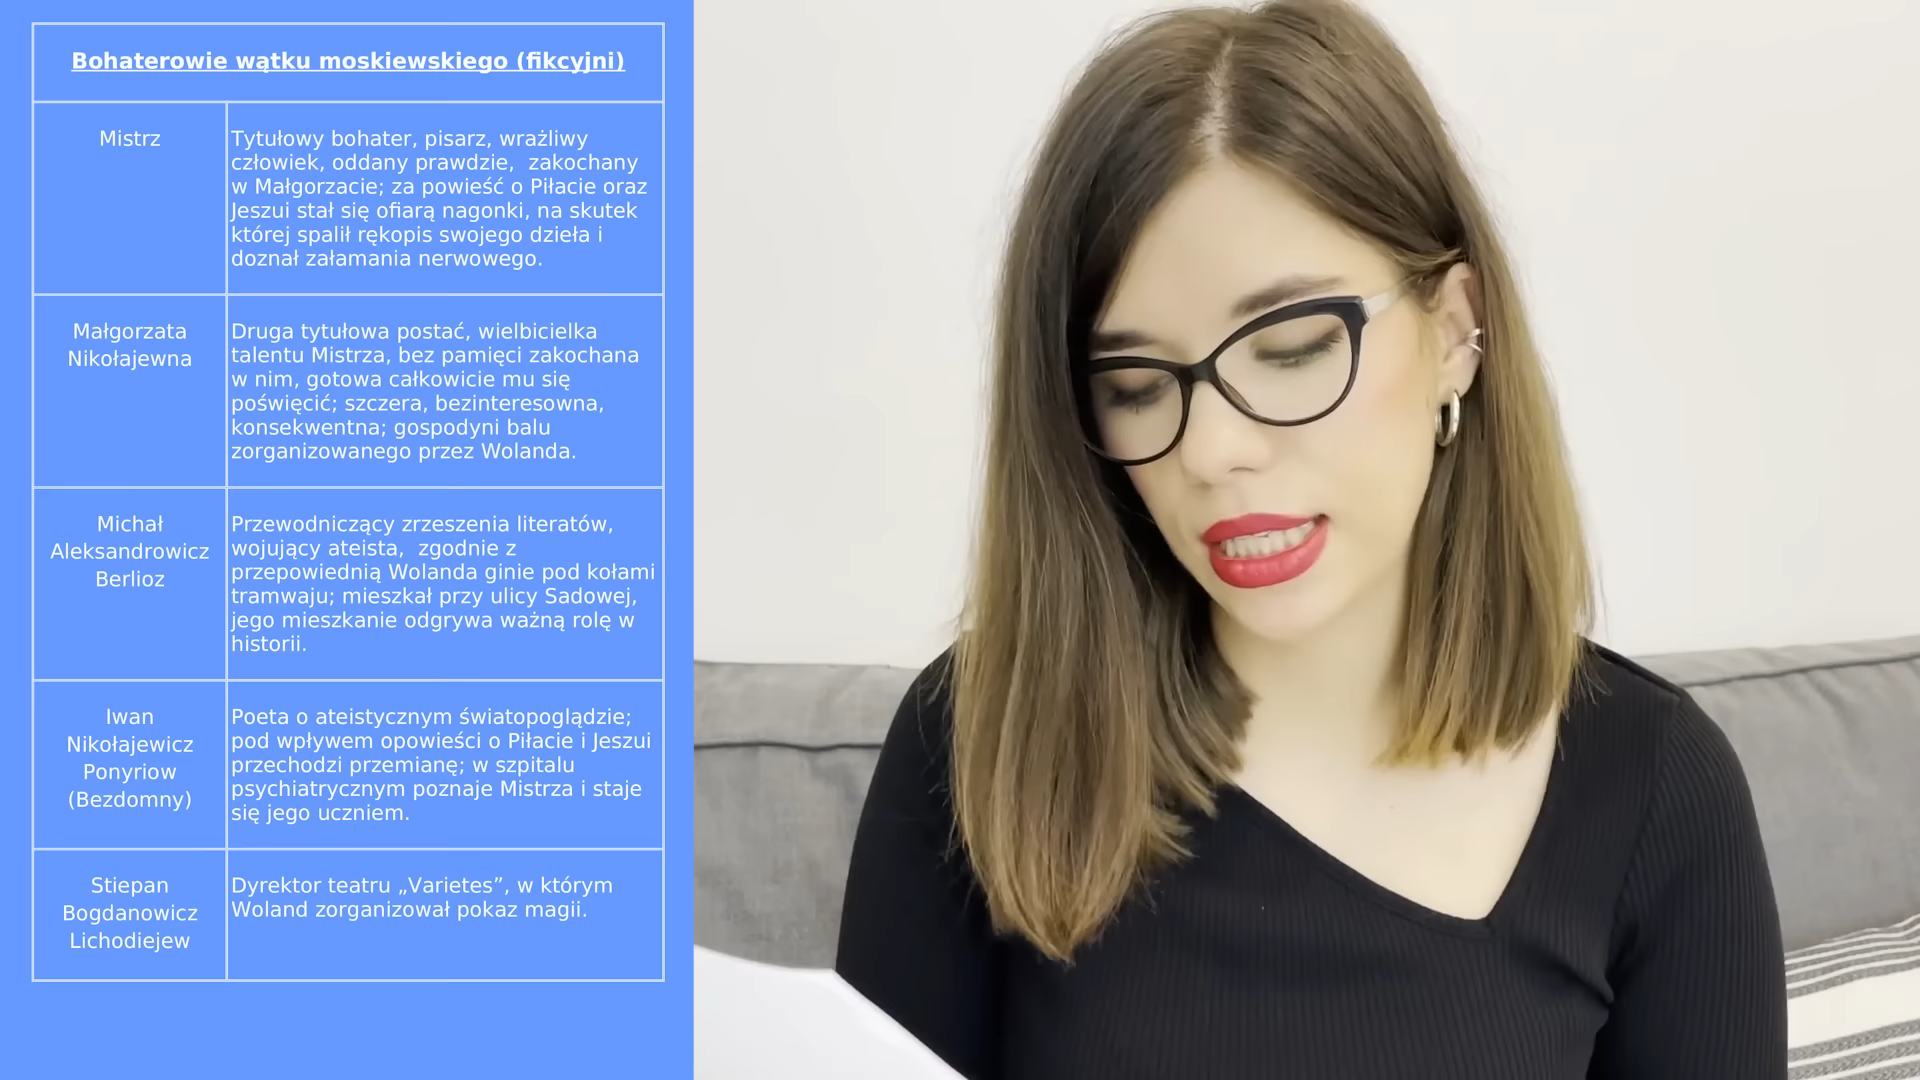 Bohaterowie wątku moskiewskiego (fikcyjni)
Mistrz
Tytułowy bohater, pisarz, wrażliwy
człowiek, oddany prawdzie,  zakochany
w Małgorzacie; za powieść o Piłacie oraz
Jeszui stał się ofiarą nagonki, na skutek
której spalił rękopis swojego dzieła i
doznał załamania nerwowego.
Małgorzata
Nikołajewna
Druga tytułowa postać, wielbicielka
talentu Mistrza, bez pamięci zakochana
w nim, gotowa całkowicie mu się
poświęcić; szczera, bezinteresowna,
konsekwentna; gospodyni balu
zorganizowanego przez Wolanda.
Michał
Aleksandrowicz
Berlioz
Przewodniczący zrzeszenia literatów,
wojujący ateista,  zgodnie z
przepowiednią Wolanda ginie pod kołami
tramwaju; mieszkał przy ulicy Sadowej,
jego mieszkanie odgrywa ważną rolę w
historii.
Iwan
Nikołajewicz
Ponyriow
(Bezdomny)
Poeta o ateistycznym światopoglądzie;
pod wpływem opowieści o Piłacie i Jeszui
przechodzi przemianę; w szpitalu
psychiatrycznym poznaje Mistrza i staje
się jego uczniem.
Stiepan
Bogdanowicz
Lichodiejew
Dyrektor teatru „Varietes”, w którym
Woland zorganizował pokaz magii.